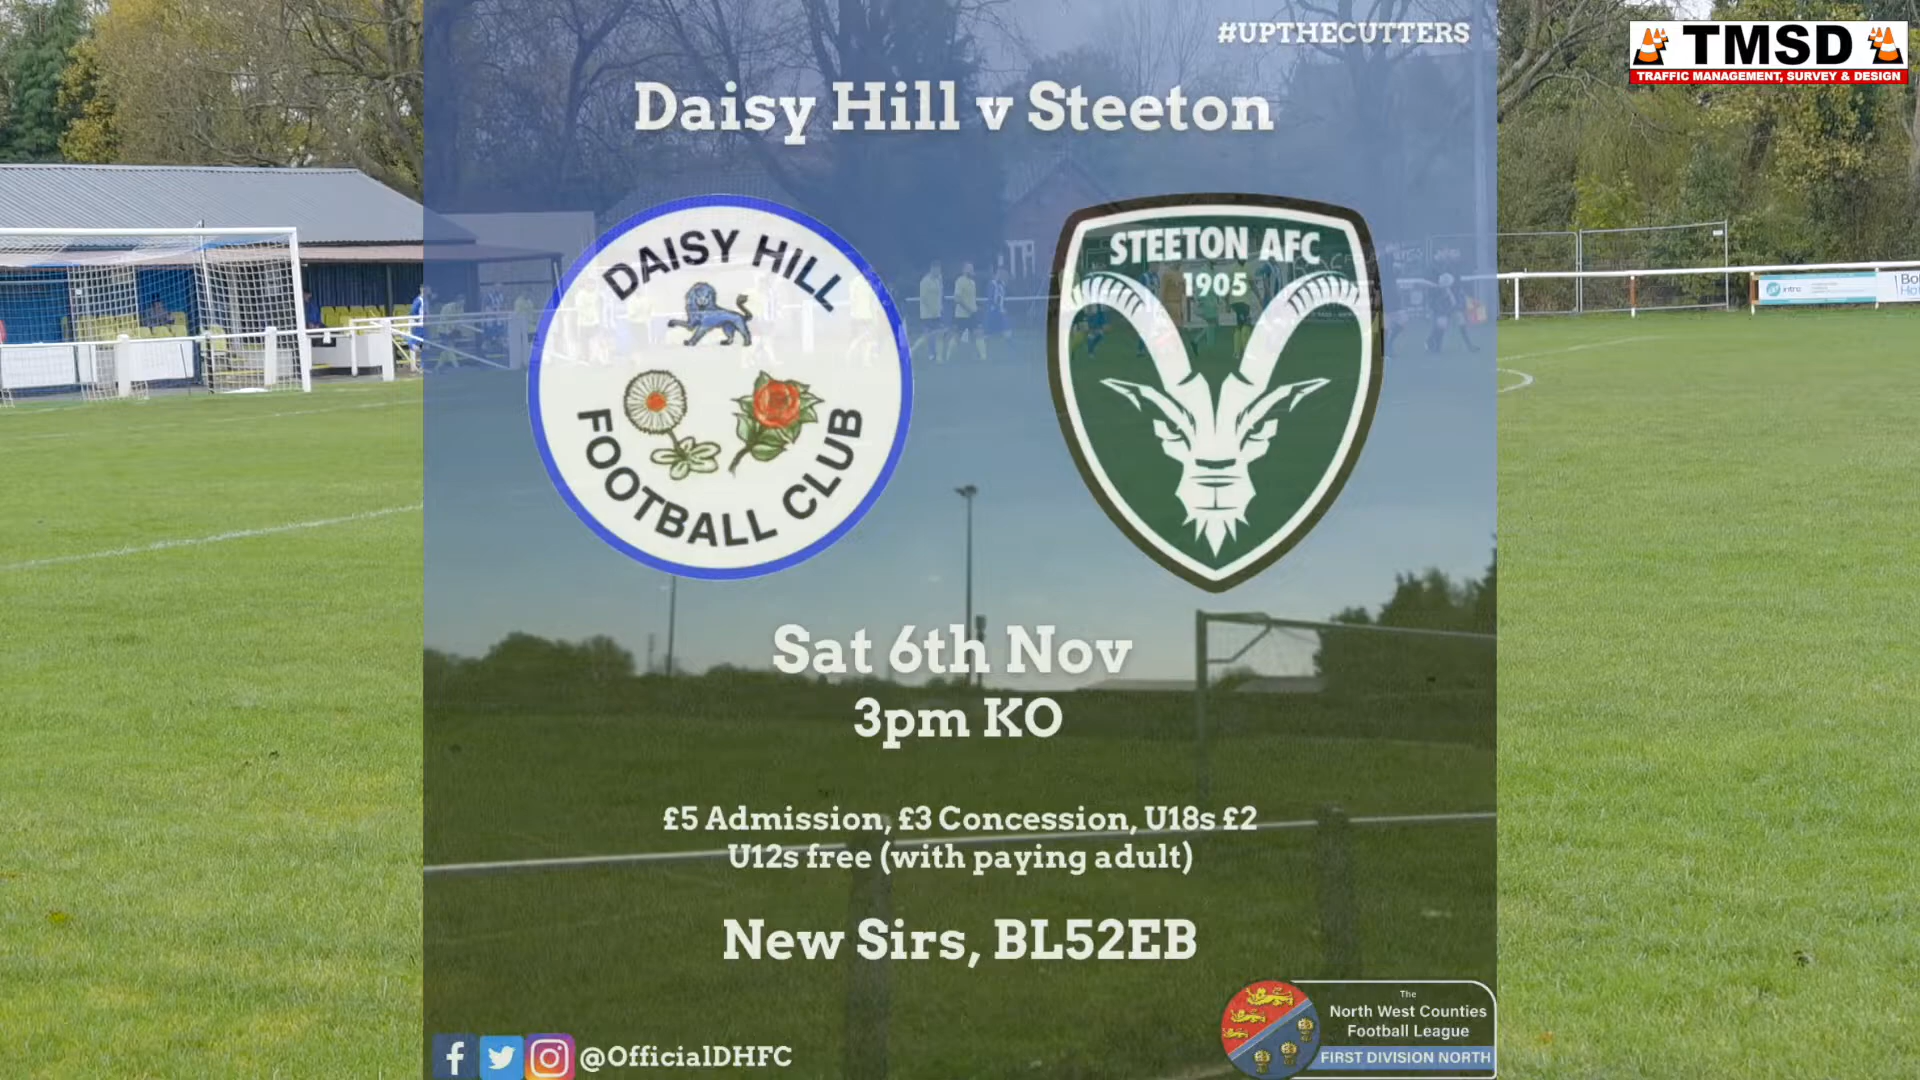 #UPTHECUTTERS
TMSD
TRAFFIC MANAGEMENT, SURVEY & DESIGN
Daisy Hill v Steeton
DAISY HILL
FOOTBALL CLUB
STEETON AFC
1905
intro
Sat 6th Nov
3pm KO
£5 Admission, £3 Concession, U18s £2
U12s free (with paying adult)
New Sirs, BL52EB
The
North West Counties
Football League
FIRST DIVISION NORTH
@OfficialDHFC